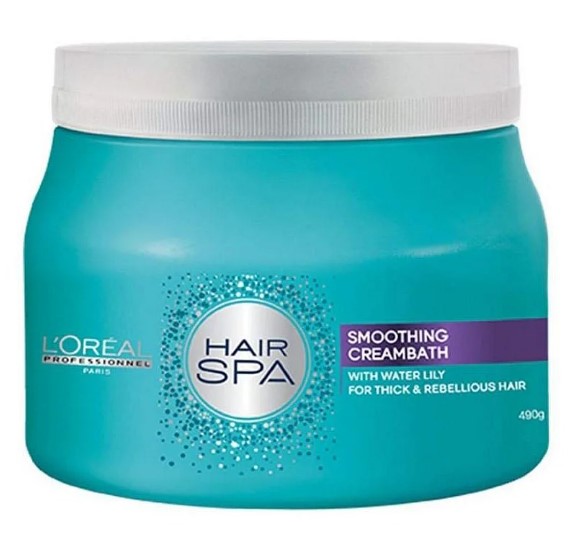 L'ORÉAL
PROFESSIONNEL
PARIS
HAIR
SPA
SMOOTHING
CREAMBATH
WITH WATER LILY
FOR THICK & REBELLIOUS HAIR
490g